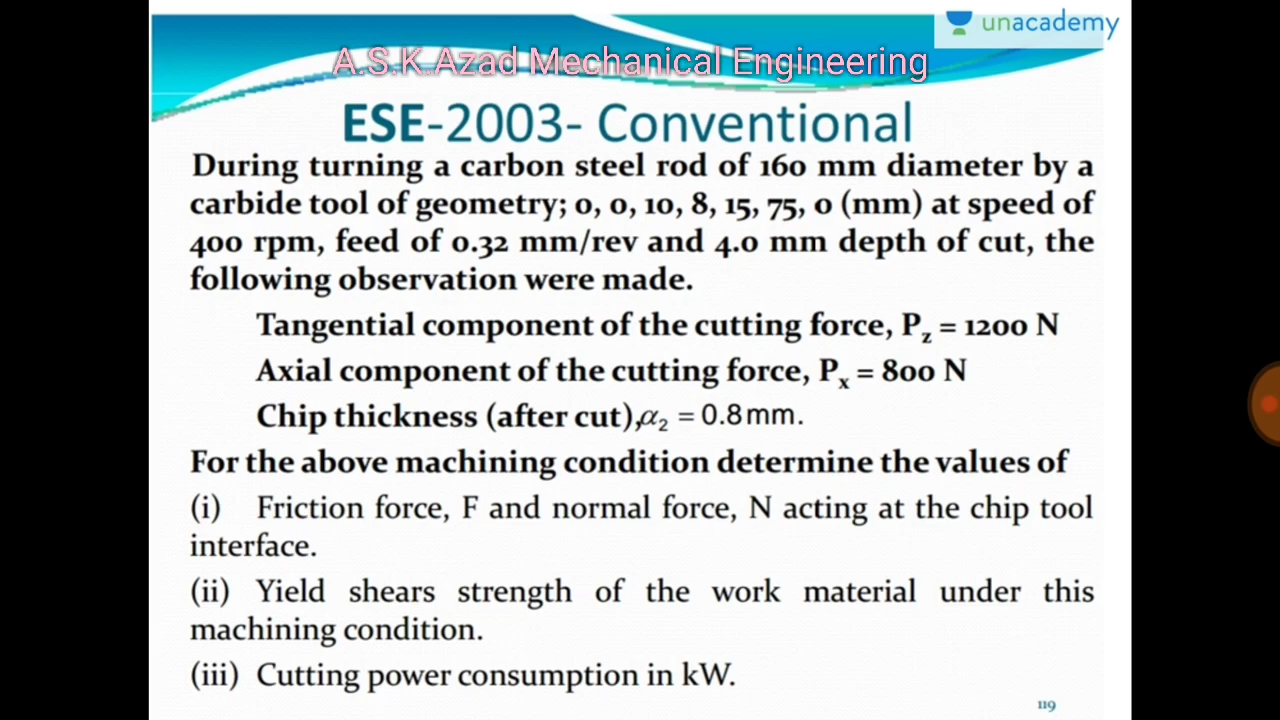 unacademy
A.S.K.Azad Mechanical Engineering
ESE-2003- Conventional
During turning a carbon steel rod of 160 mm diameter by a
carbide tool of geometry; 0, 0, 10, 8, 15, 75, 0 (mm) at speed of
400 rpm, feed of 0.32 mm/rev and 4.0 mm depth of cut, the
following observation were made.
Tangential component of the cutting force, Pz = 1200 N
Axial component of the cutting force, Px = 800 N
Chip thickness (after cut),α₂ = 0.8mm.
For the above machining condition determine the values of
(i) Friction force, F and normal force, N acting at the chip tool
interface.
(ii) Yield shears strength of the work material under this
machining condition.
(iii) Cutting power consumption in kW.
119